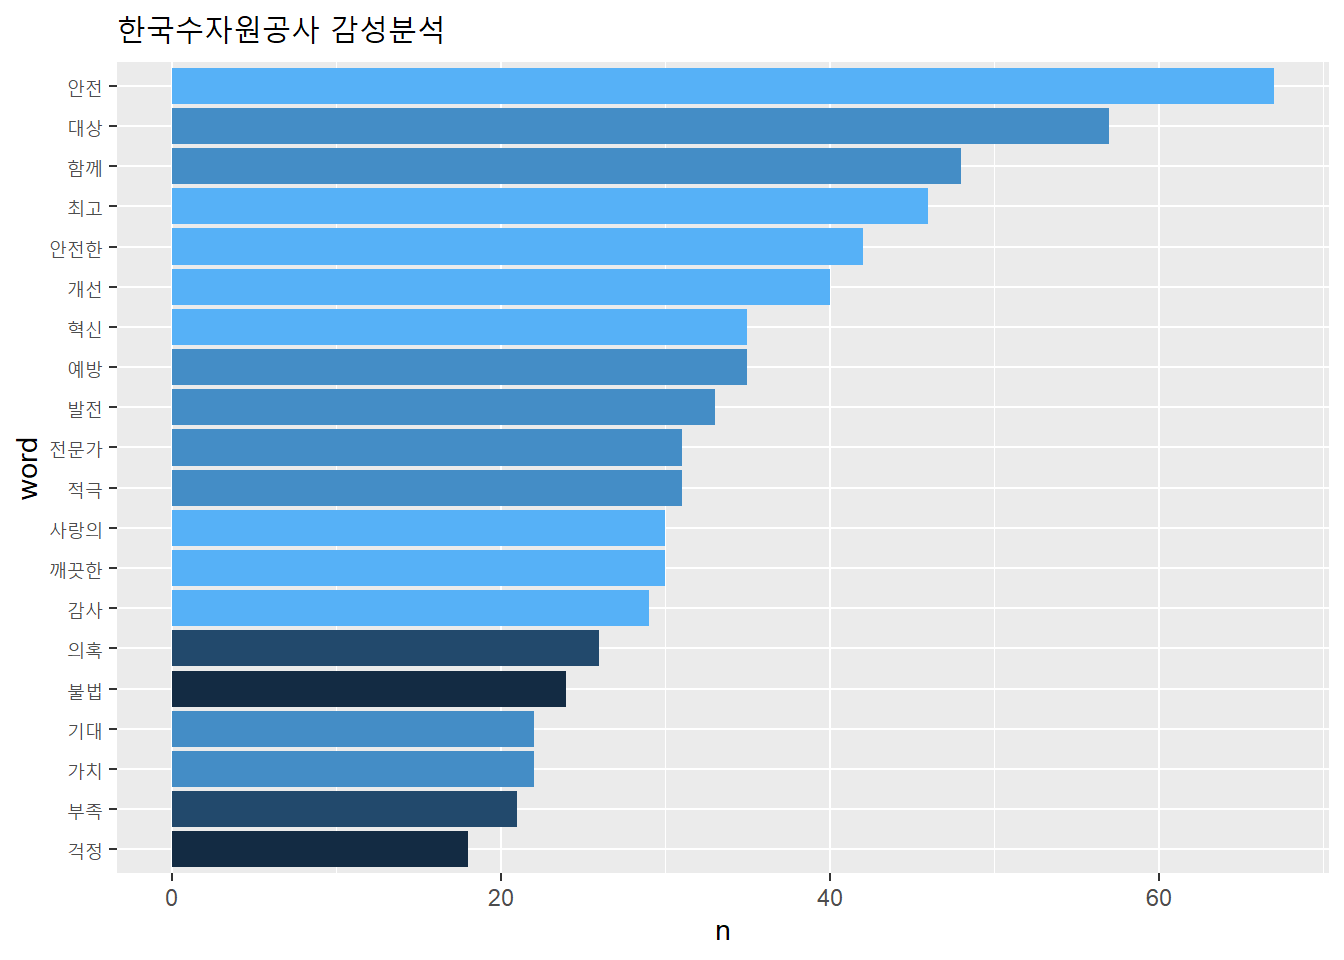 한국수자원공사 감성분석
안전
대상
함께
최고
안전한
개선
혁신
예방
발전
전문가
적극
사랑의
깨끗한
감사
의혹
불법
기대
가치
부족
걱정
word
0 20 40 60
n